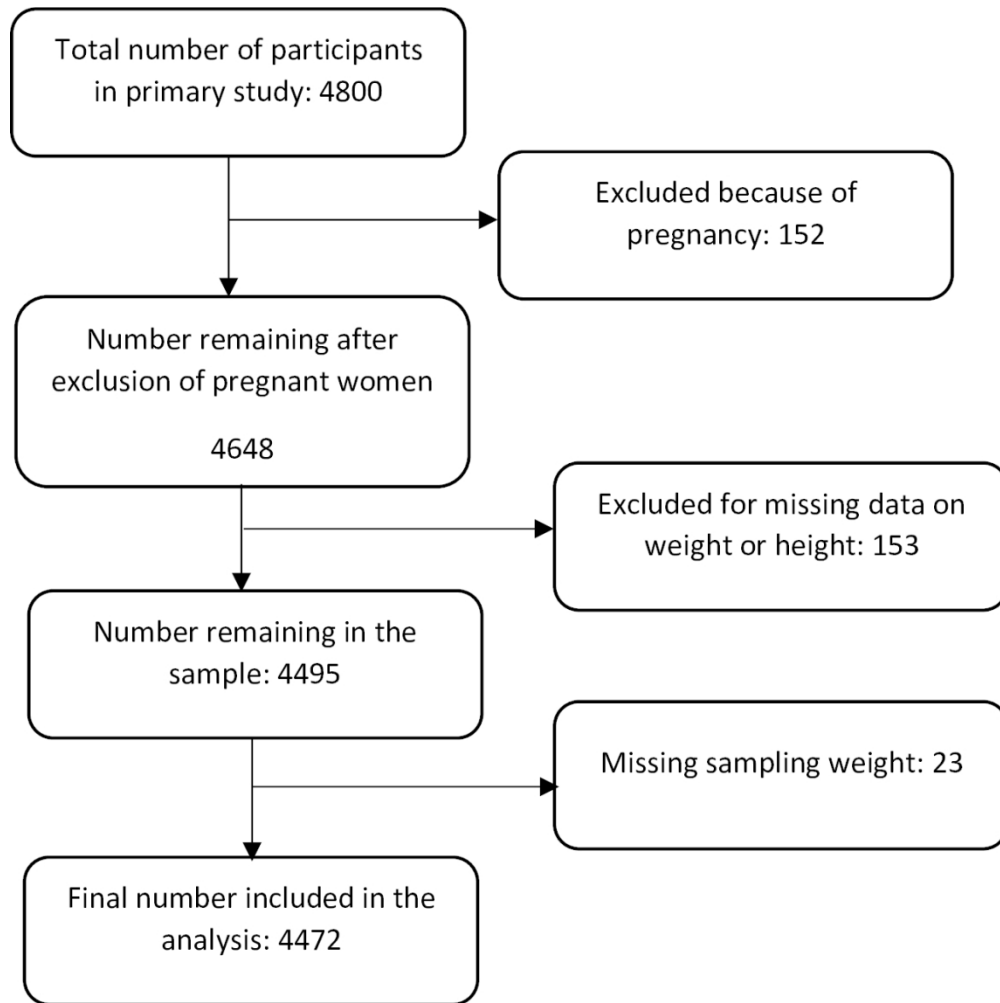 Total number of participants
in primary study: 4800
Excluded because of
pregnancy: 152
Number remaining after
exclusion of pregnant women
4648
Excluded for missing data on
weight or height: 153
Number remaining in the
sample: 4495
Missing sampling weight: 23
Final number included in the
analysis: 4472